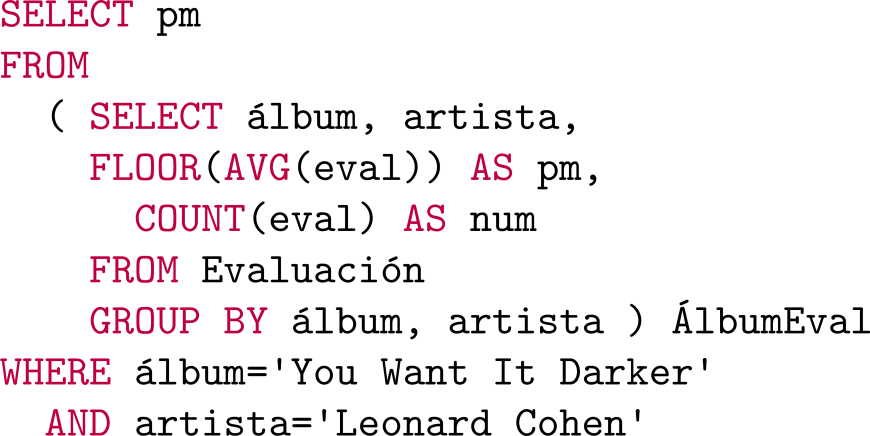 SELECT pm
FROM
( SELECT álbum, artista,
FLOOR(AVG(eval)) AS pm,
COUNT(eval) AS num
FROM Evaluación
GROUP BY álbum, artista ) ÁlbumEval
WHERE álbum='You Want It Darker'
AND artista='Leonard Cohen'